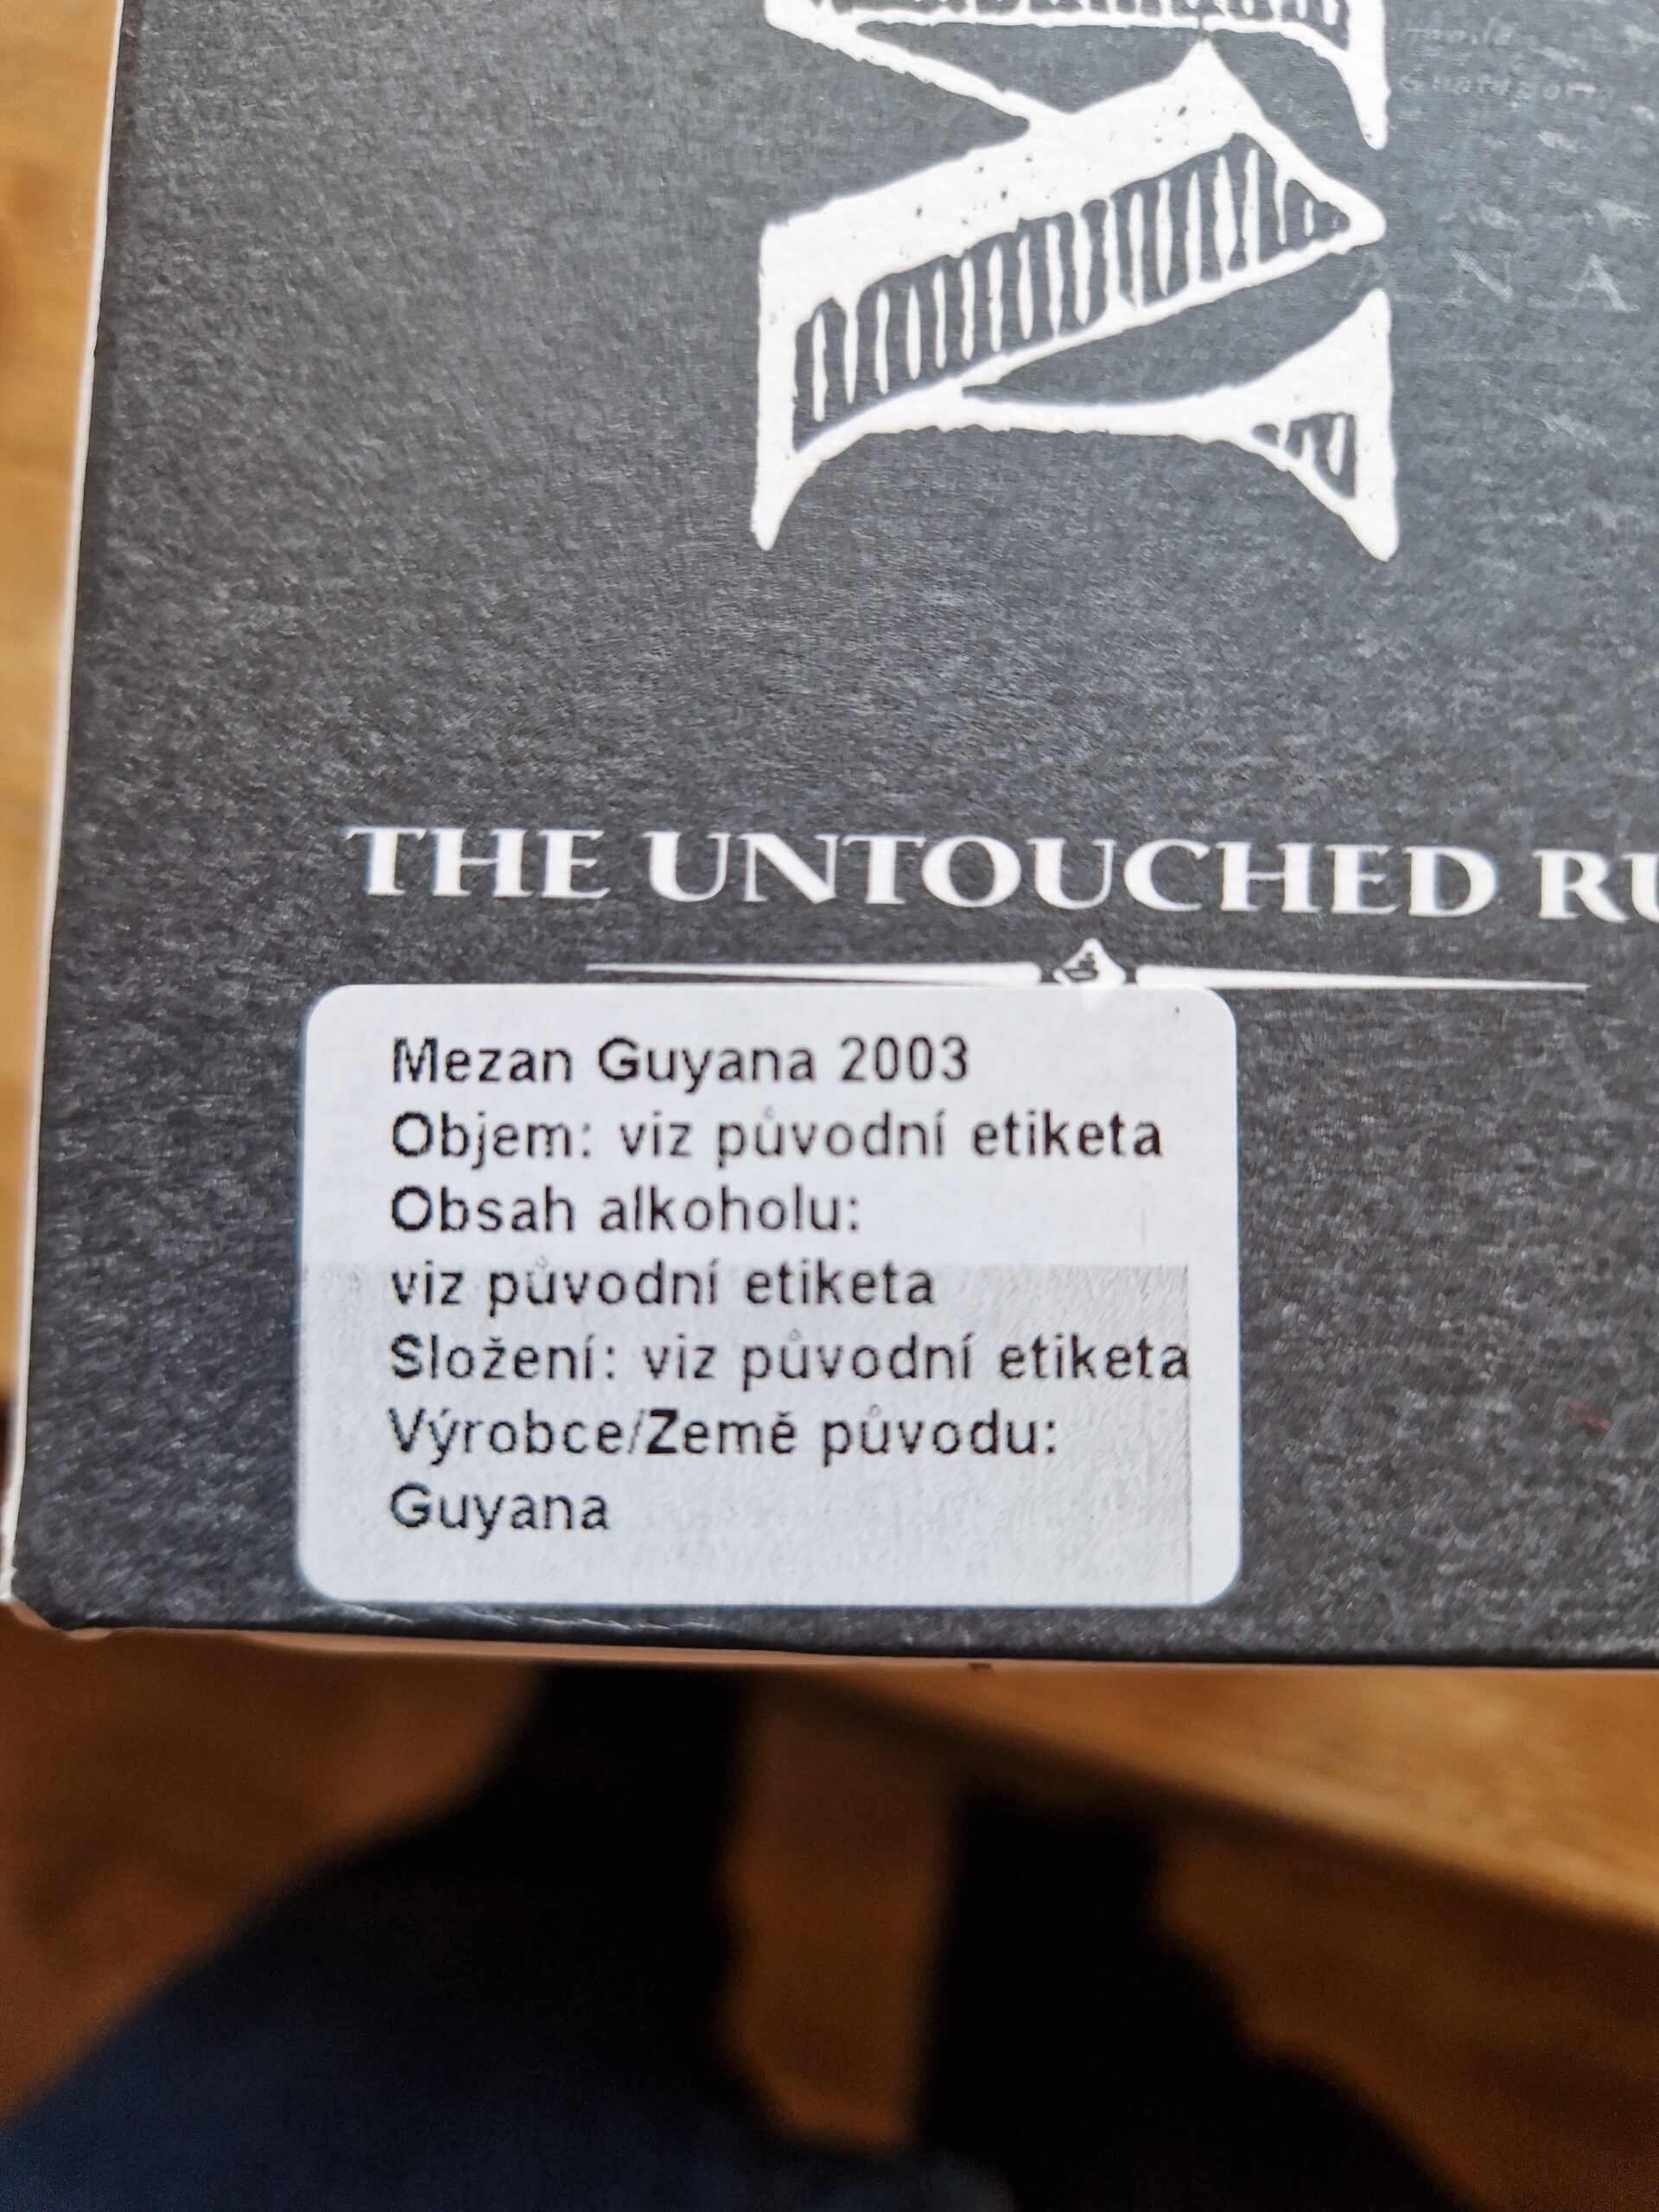 THE UNTOUCHED RU
Mezan Guyana 2003
Objem: viz původní etiketa
Obsah alkoholu:
viz původní etiketa
Složení: viz původní etiketa
Výrobce/Země původu:
Guyana